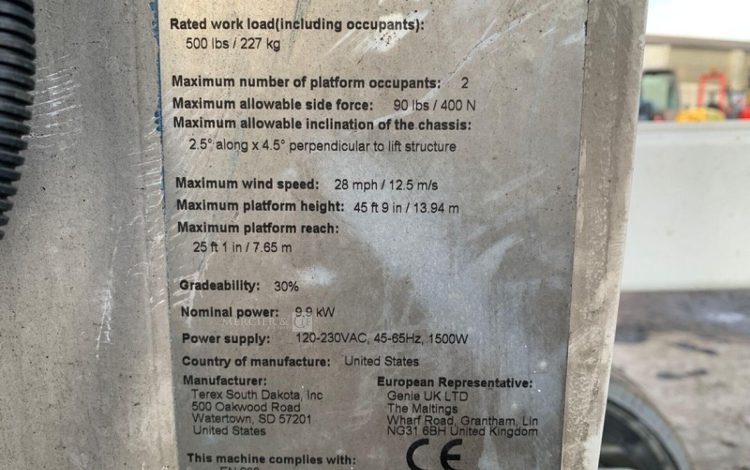 Rated work load(including occupants):
500 lbs / 227 kg
Maximum number of platform occupants: 2
Maximum allowable side force: 90 lbs / 400 N
Maximum allowable inclination of the chassis:
2.5° along x 4.5° perpendicular to lift structure
Maximum wind speed: 28 mph / 12.5 m/s
Maximum platform height: 45 ft 9 in / 13.94 m
Maximum platform reach:
25 ft 1 in / 7.65 m
Gradeability: 30%
Nominal power: 9.9 kW
Power supply: 120-230VAC, 45-65Hz, 1500W
Country of manufacture: United States
Manufacturer:
Terex South Dakota, Inc
500 Oakwood Road
Watertown, SD 57201
United States
European Representative:
Genie UK LTD
The Maltings
Wharf Road, Grantham, Lin
NG31 6BH United Kingdom
This machine complies with:
CE